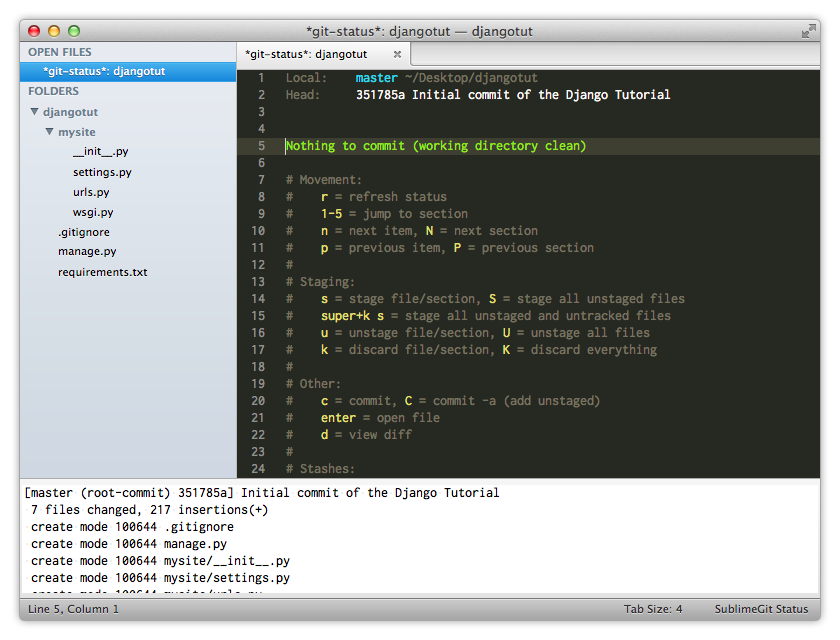 *git-status*: djangotut — djangotut
OPEN FILES
*git-status*: djangotut
FOLDERS
djangotut
mysite
__init__.py
settings.py
urls.py
wsgi.py
.gitignore
manage.py
requirements.txt
*git-status*: djangotut ×
1 Local: master ~/Desktop/djangotut
2 Head: 351785a Initial commit of the Django Tutorial
3
4
5 Nothing to commit (working directory clean)
6
7 # Movement:
8 # r = refresh status
9 # 1-5 = jump to section
10 # n = next item, N = next section
11 # p = previous item, P = previous section
12 #
13 # Staging:
14 # s = stage file/section, S = stage all unstaged files
15 # super+k s = stage all unstaged and untracked files
16 # u = unstage file/section, U = unstage all files
17 # k = discard file/section, K = discard everything
18 #
19 # Other:
20 # c = commit, C = commit -a (add unstaged)
21 # enter = open file
22 # d = view diff
23 #
24 # Stashes:
[master (root-commit) 351785a] Initial commit of the Django Tutorial
7 files changed, 217 insertions(+)
create mode 100644 .gitignore
create mode 100644 manage.py
create mode 100644 mysite/__init__.py
create mode 100644 mysite/settings.py
create mode 100644 mysite/urls.py
Line 5, Column 1
Tab Size: 4
SublimeGit Status